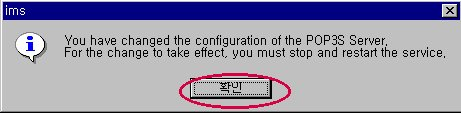 ims
You have changed the configuration of the POP3S Server.
For the change to take effect, you must stop and restart the service.
확인